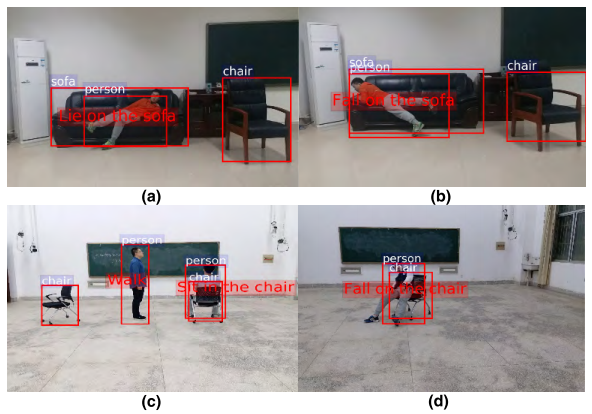 sofa
person
chair
Lie on the sofa
(a)
sofa
person
chair
Fall on the sofa
(b)
person
person
chair
chair
Walk
Sit in the chair
(c)
person
chair
Fall on the chair
(d)